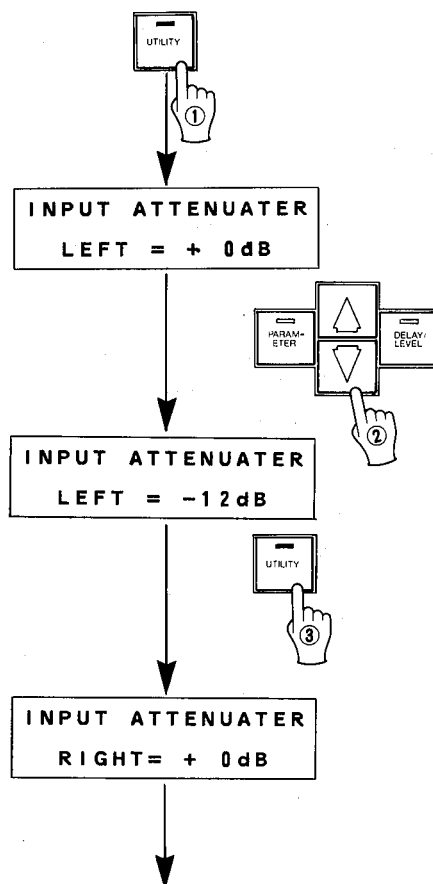 UTILITY
①
INPUT ATTENUATER
LEFT = + 0dB
PARAM-
ETER
DELAY/
LEVEL
②
INPUT ATTENUATER
LEFT = -12dB
UTILITY
③
INPUT ATTENUATER
RIGHT= + 0dB